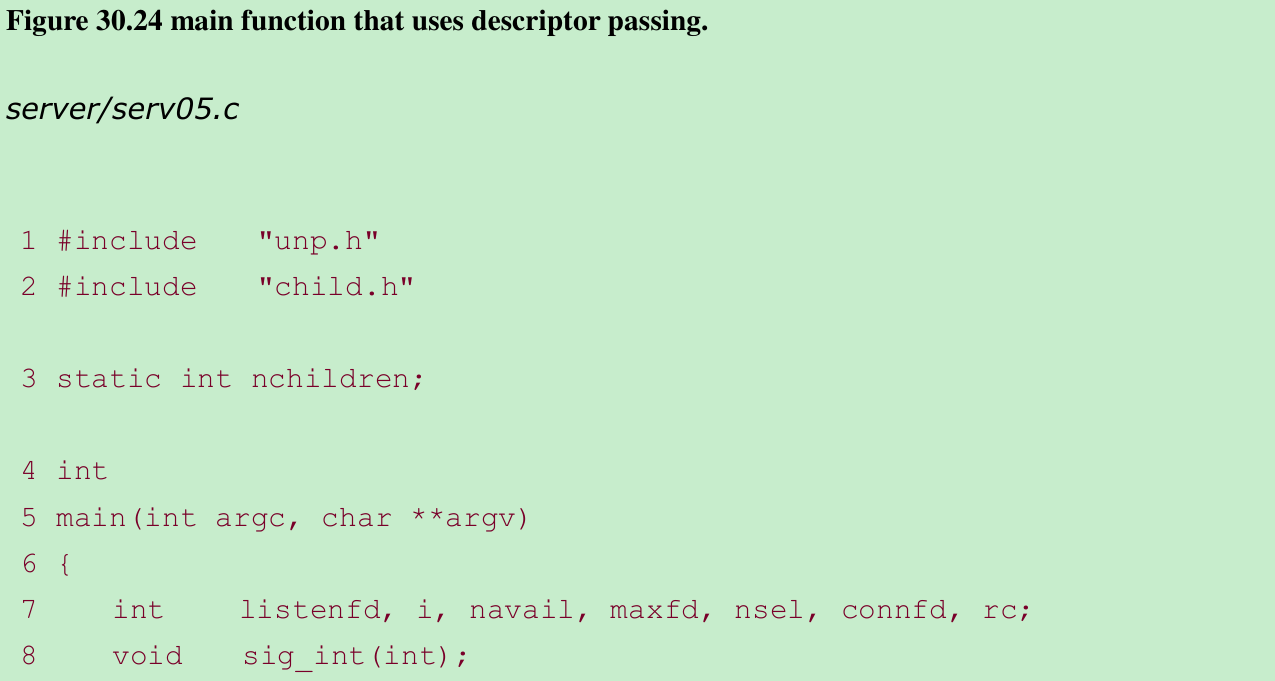 Figure 30.24 main function that uses descriptor passing.
server/serv05.c
1 #include   "unp.h"
2 #include   "child.h"
3 static int nchildren;
4 int
5 main(int argc, char **argv)
6 {
7    int    listenfd, i, navail, maxfd, nsel, connfd, rc;
8    void   sig_int(int);